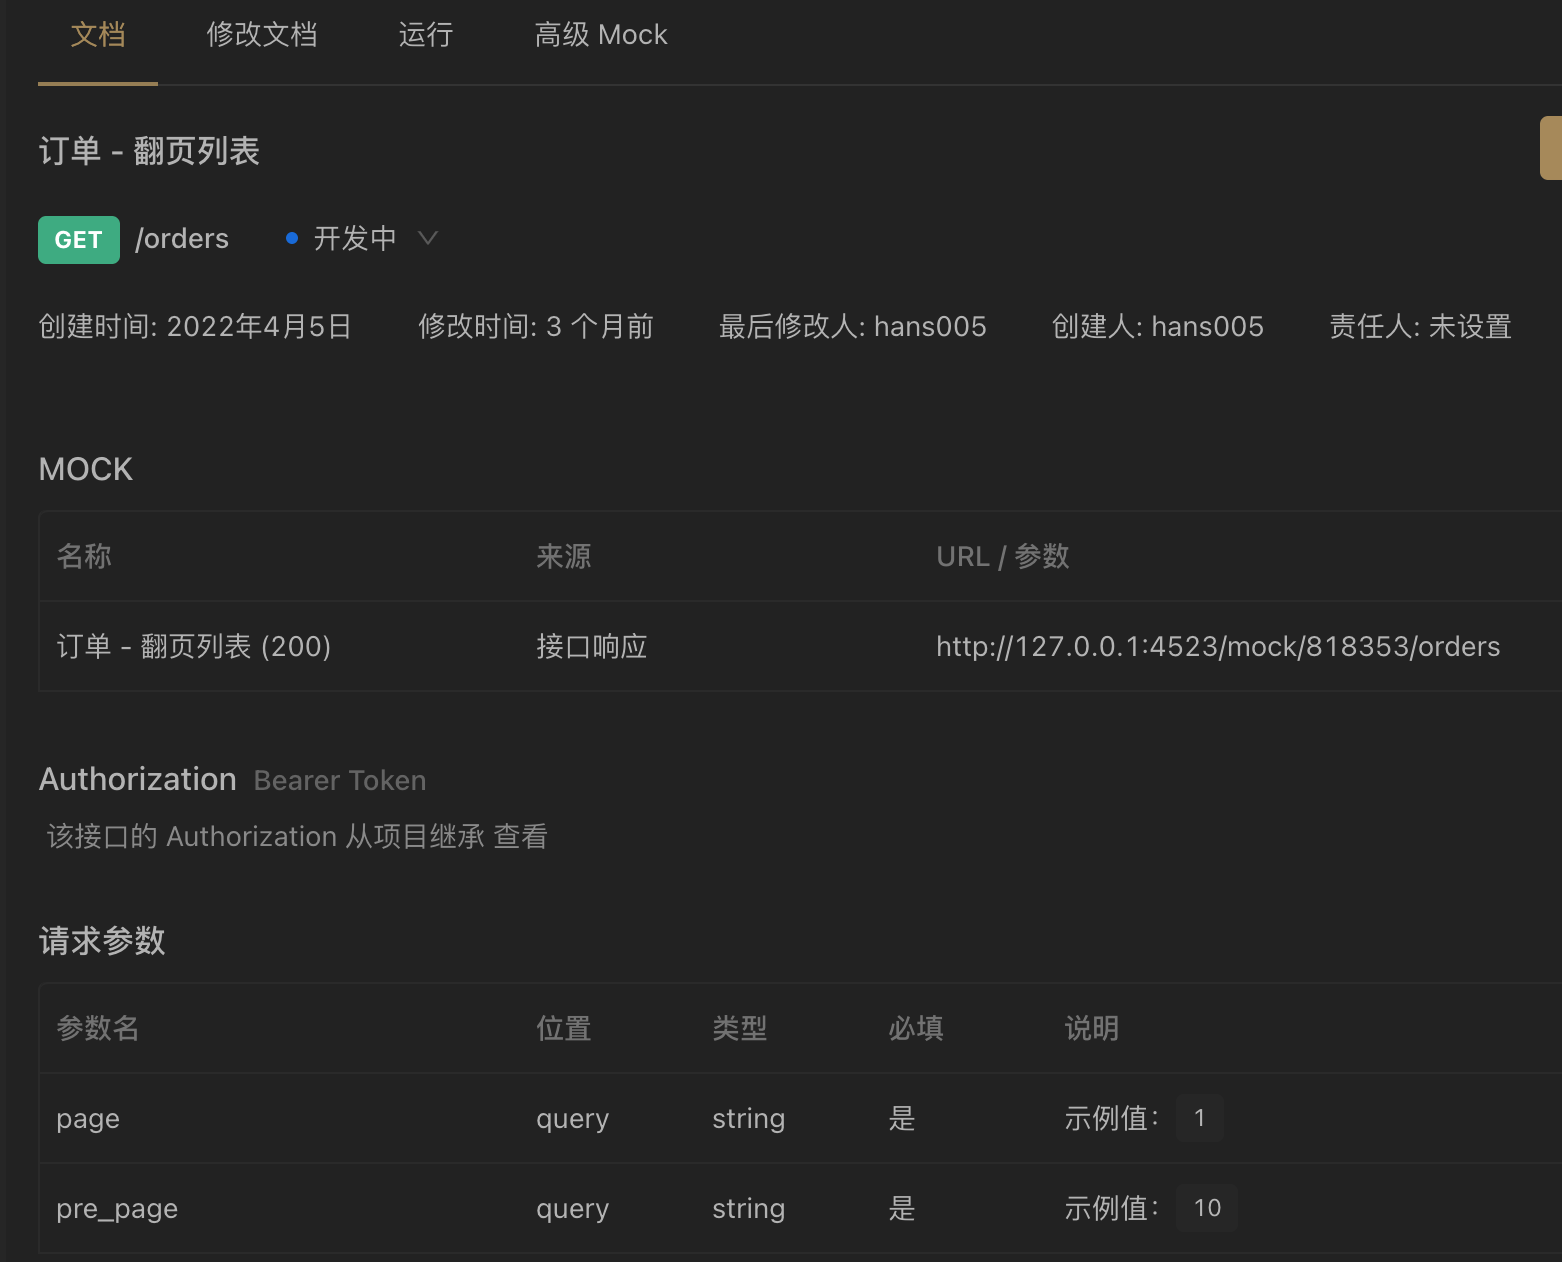 文档 修改文档 运行 高级 Mock
订单 - 翻页列表
GET /orders 开发中
创建时间: 2022年4月5日 修改时间: 3 个月前 最后修改人: hans005 创建人: hans005 责任人: 未设置
MOCK
名称 来源 URL / 参数
订单 - 翻页列表 (200) 接口响应 http://127.0.0.1:4523/mock/818353/orders
Authorization Bearer Token
该接口的 Authorization 从项目继承 查看
请求参数
参数名 位置 类型 必填 说明
page query string 是 示例值: 1
pre_page query string 是 示例值: 10